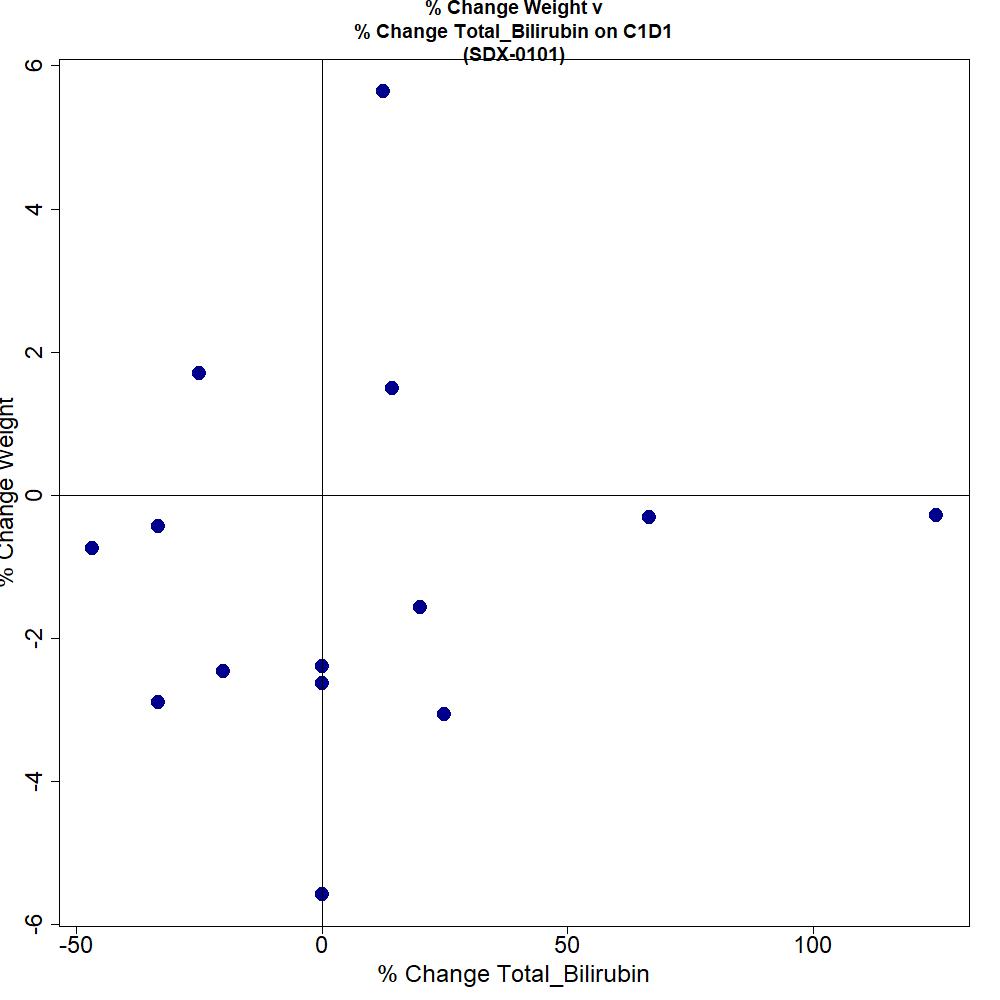 % Change Weight v
% Change Total_Bilirubin on C1D1
(SDX-0101)
6
4
2
0
-2
-4
-6
% Change Weight
-50
0
50
100
% Change Total_Bilirubin